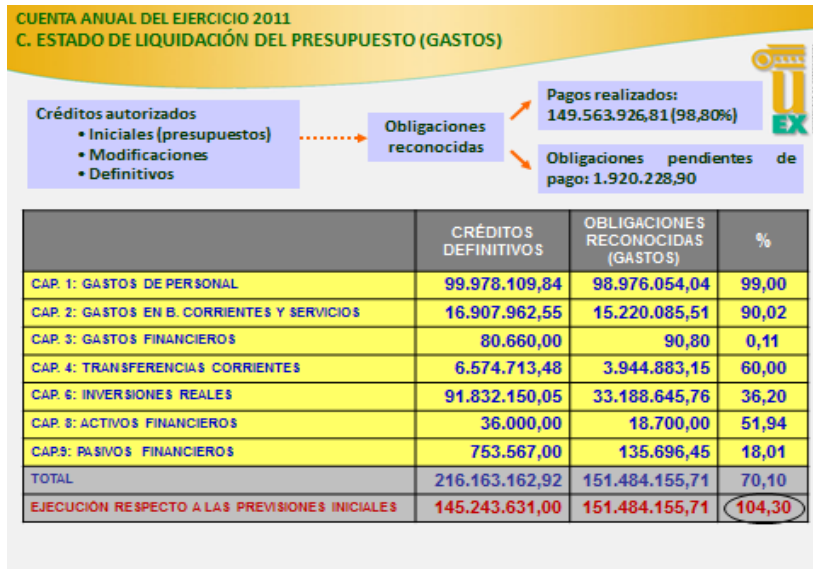 CUENTA ANUAL DEL EJERCICIO 2011
C. ESTADO DE LIQUIDACIÓN DEL PRESUPUESTO (GASTOS)
Créditos autorizados
• Iniciales (presupuestos)
• Modificaciones
• Definitivos
Obligaciones
reconocidas
Pagos realizados:
149.563.926,81 (98,80%)
Obligaciones pendientes de
pago: 1.920.228,90
UEX
CRÉDITOS
DEFINITIVOS
OBLIGACIONES
RECONOCIDAS
(GASTOS)
%
CAP. 1: GASTOS DE PERSONAL 99.978.109,84 98.976.054,04 99,00
CAP. 2: GASTOS EN B. CORRIENTES Y SERVICIOS 16.907.962,55 15.220.085,51 90,02
CAP. 3: GASTOS FINANCIEROS 80.660,00 90,80 0,11
CAP. 4: TRANSFERENCIAS CORRIENTES 6.574.713,48 3.944.883,15 60,00
CAP. 6: INVERSIONES REALES 91.832.150,05 33.188.645,76 36,20
CAP. 8: ACTIVOS FINANCIEROS 36.000,00 18.700,00 51,94
CAP.9: PASIVOS FINANCIEROS 753.567,00 135.696,45 18,01
TOTAL 216.163.162,92 151.484.155,71 70,10
EJECUCIÓN RESPECTO A LAS PREVISIONES INICIALES 145.243.631,00 151.484.155,71 104,30